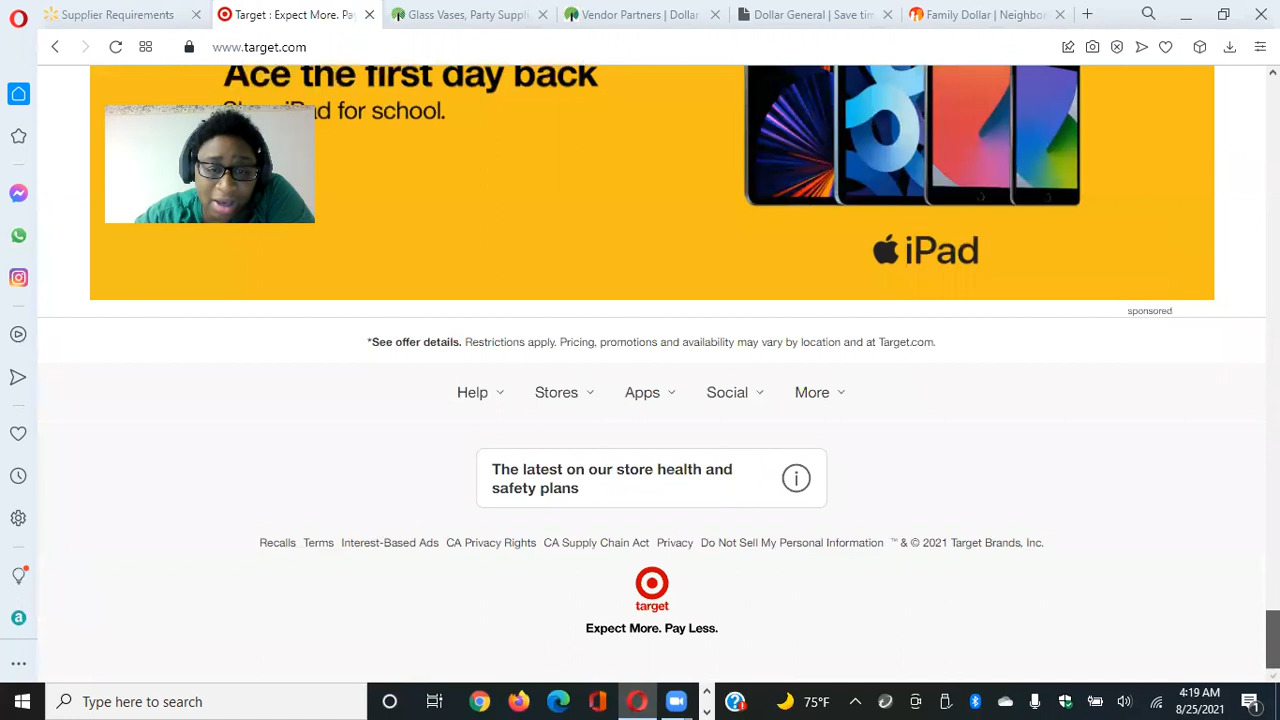 Supplier Requirements
Target : Expect More. Pay
Glass Vases, Party Suppli
Vendor Partners | Dollar
Dollar General | Save tim
Family Dollar | Neighbor
www.target.com
Ace the first day back
iPad for school.
iPad
sponsored
*See offer details. Restrictions apply. Pricing, promotions and availability may vary by location and at Target.com.
Help Stores Apps Social More
The latest on our store health and
safety plans
Recalls Terms Interest-Based Ads CA Privacy Rights CA Supply Chain Act Privacy Do Not Sell My Personal Information ™ & © 2021 Target Brands, Inc.
target
Expect More. Pay Less.
Type here to search
75°F
4:19 AM
8/25/2021
1